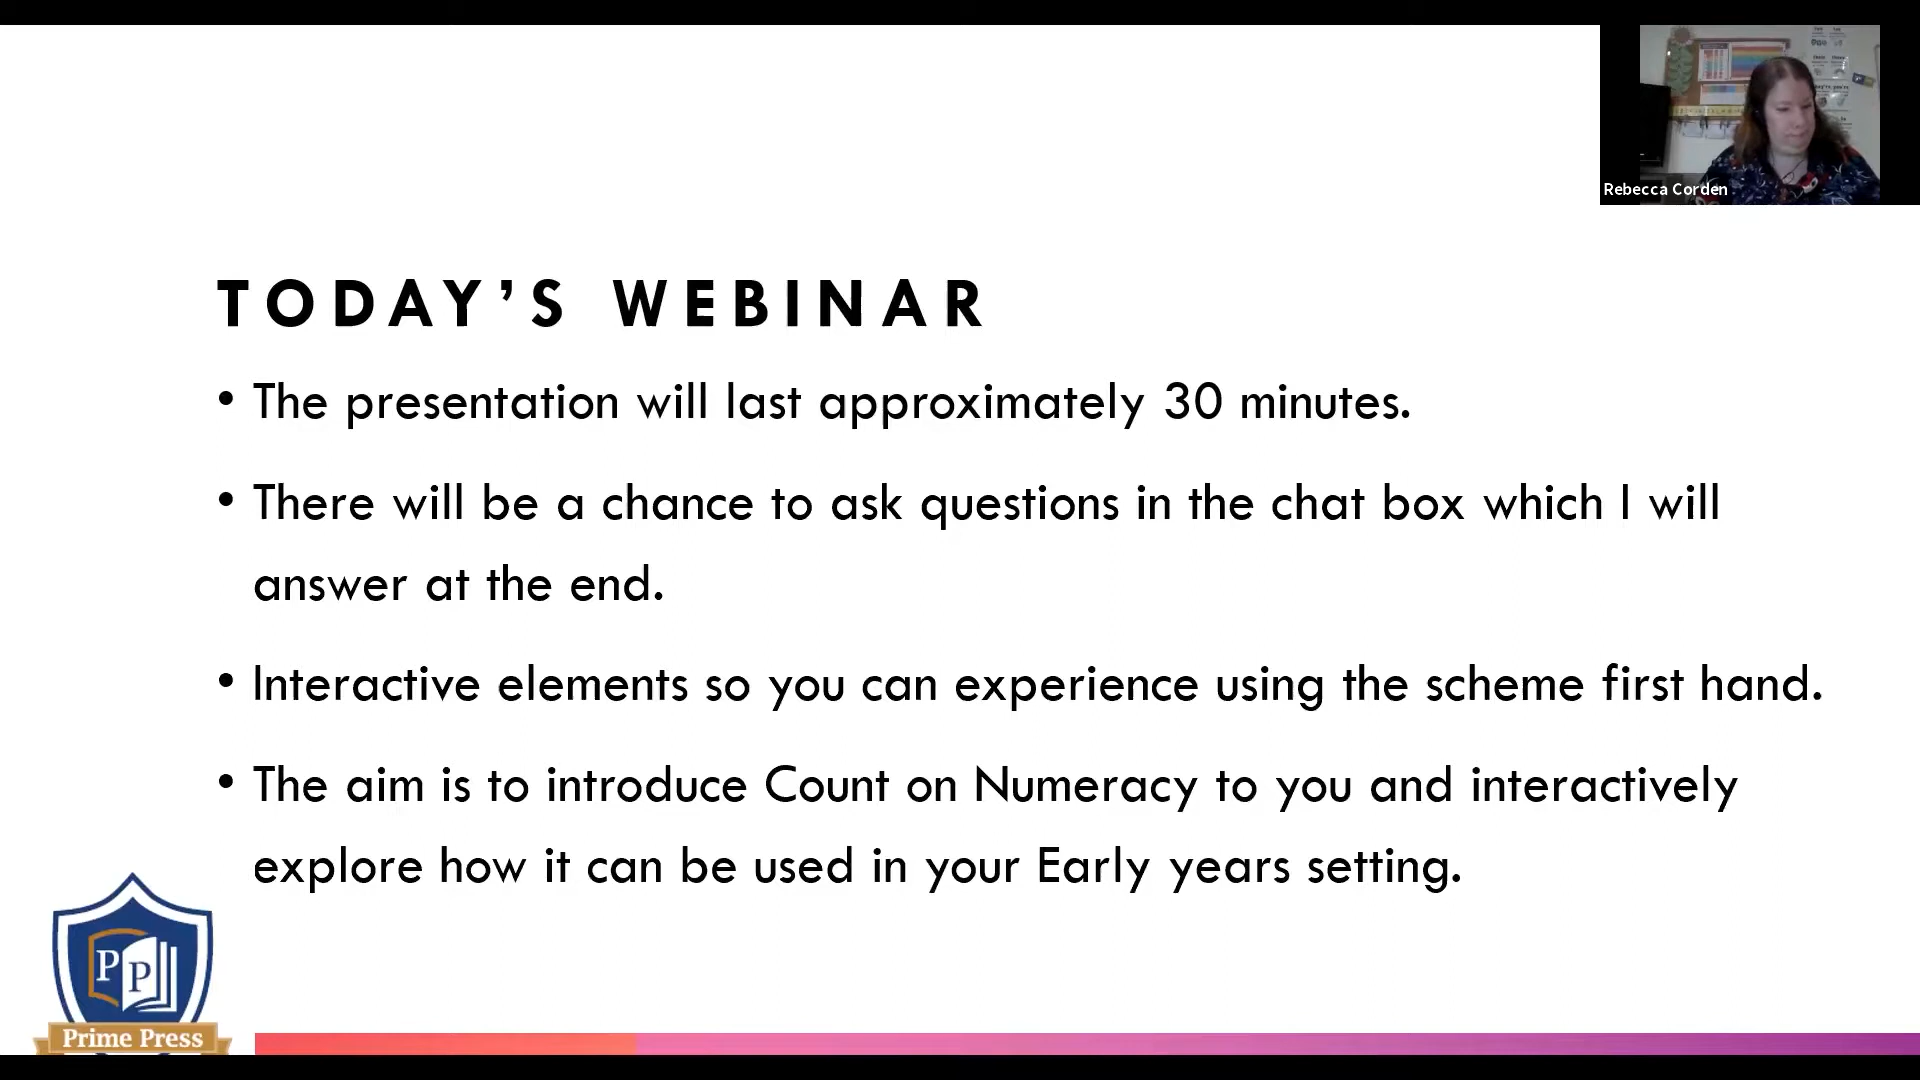 Rebecca Corden
TODAY’S WEBINAR
• The presentation will last approximately 30 minutes.
• There will be a chance to ask questions in the chat box which I will
answer at the end.
• Interactive elements so you can experience using the scheme first hand.
• The aim is to introduce Count on Numeracy to you and interactively
explore how it can be used in your Early years setting.
P P
Prime Press